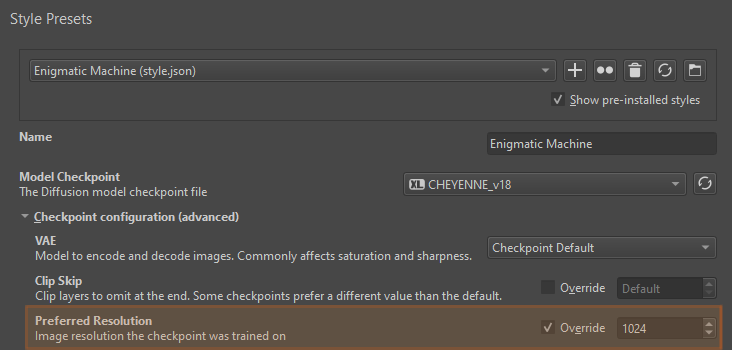 Style Presets
Enigmatic Machine (style.json)
Show pre-installed styles
Name
Enigmatic Machine
Model Checkpoint
The Diffusion model checkpoint file
XL CHEYENNE_v18
Checkpoint configuration (advanced)
VAE
Model to encode and decode images. Commonly affects saturation and sharpness.
Checkpoint Default
Clip Skip
Clip layers to omit at the end. Some checkpoints prefer a different value than the default.
Override Default
Preferred Resolution
Image resolution the checkpoint was trained on
Override 1024